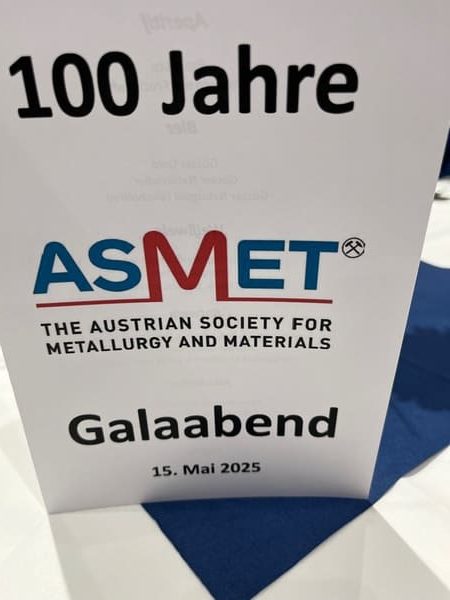 100 Jahre
ASMET
THE AUSTRIAN SOCIETY FOR
METALLURGY AND MATERIALS
Galaabend
15. Mai 2025